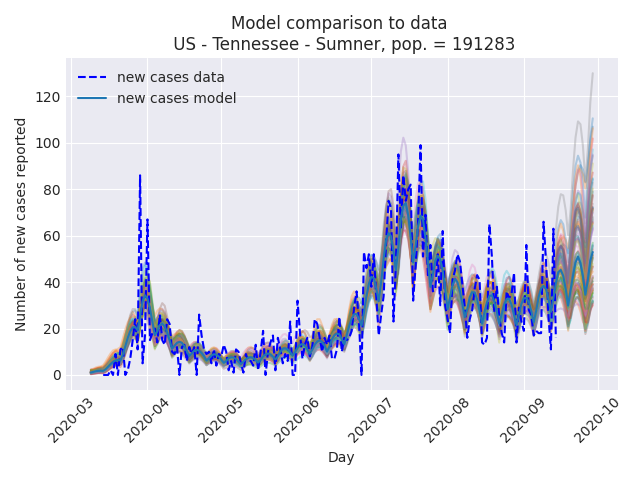 Model comparison to data
US - Tennessee - Sumner, pop. = 191283
new cases data
new cases model
Number of new cases reported
120
100
80
60
40
20
0
2020-03
2020-04
2020-05
2020-06
2020-07
2020-08
2020-09
2020-10
Day